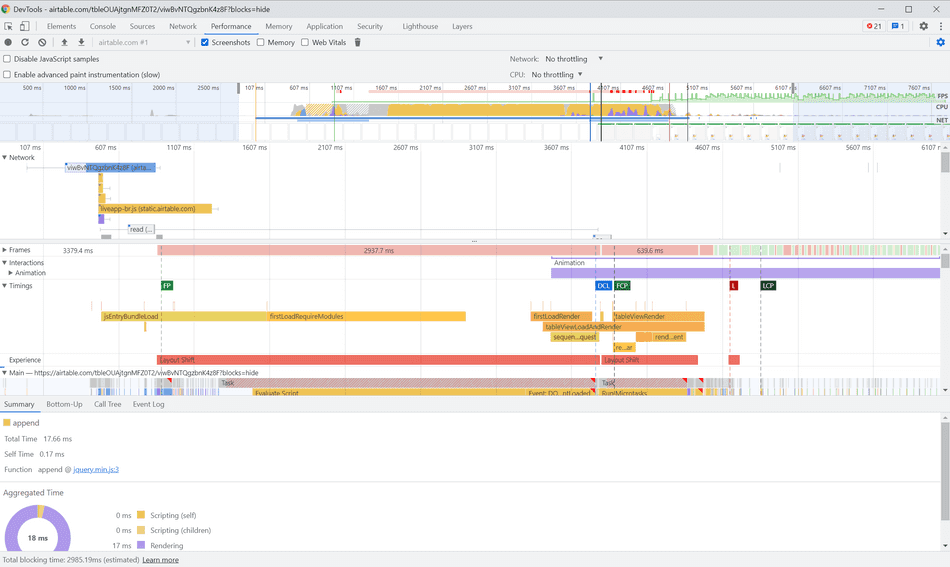 DevTools - airtable.com/tbleOUAjtgnMFZ0T2/viwBvNTQgzbnK4z8F?blocks=hide
Elements Console Sources Network Performance Memory Application Security Lighthouse Recorder Layers 21 1
airtable.com #1 Screenshots Memory Web Vitals
Disable JavaScript samples Network: No throttling
Enable advanced paint instrumentation (slow) CPU: No throttling
500 ms 1000 ms 1500 ms 2000 ms 2500 ms 107 ms 607 ms 1107 ms 1607 ms 2107 ms 2607 ms 3107 ms 3607 ms 4107 ms 4607 ms 5107 ms 5607 ms 6107 ms 6607 ms 7107 ms
FPS
CPU
NET
107 ms 607 ms 1107 ms 1607 ms 2107 ms 2607 ms 3107 ms 3607 ms 4107 ms 4607 ms 5107 ms 5607 ms 6107 m
Network
viwBvNTQgzbnK4z8F (airta…
liveapp-br.js (static.airtable.com)
read (…
Frames 3379.4 ms 2937.7 ms 639.6 ms
Interactions Animation
Animation
Timings FP DCL FCP L LCP
jsEntryBundleLoad firstLoadRequireModules firstLoadRender tableViewRender
tableViewLoadAndRender
sequen…quest rend…ent
re…ar
Experience Layout Shift Layout Shift
Main — https://airtable.com/tbleOUAjtgnMFZ0T2/viwBvNTQgzbnK4z8F?blocks=hide
Task Task
Evaluate Script Event: DO…ntLoaded Run Microtasks
Summary Bottom-Up Call Tree Event Log
append
Total Time 17.66 ms
Self Time 0.17 ms
Function append @ jquery.min.js:3
Aggregated Time
0 ms Scripting (self)
0 ms Scripting (children)
18 ms
17 ms Rendering
Total blocking time: 2985.19ms (estimated) Learn more